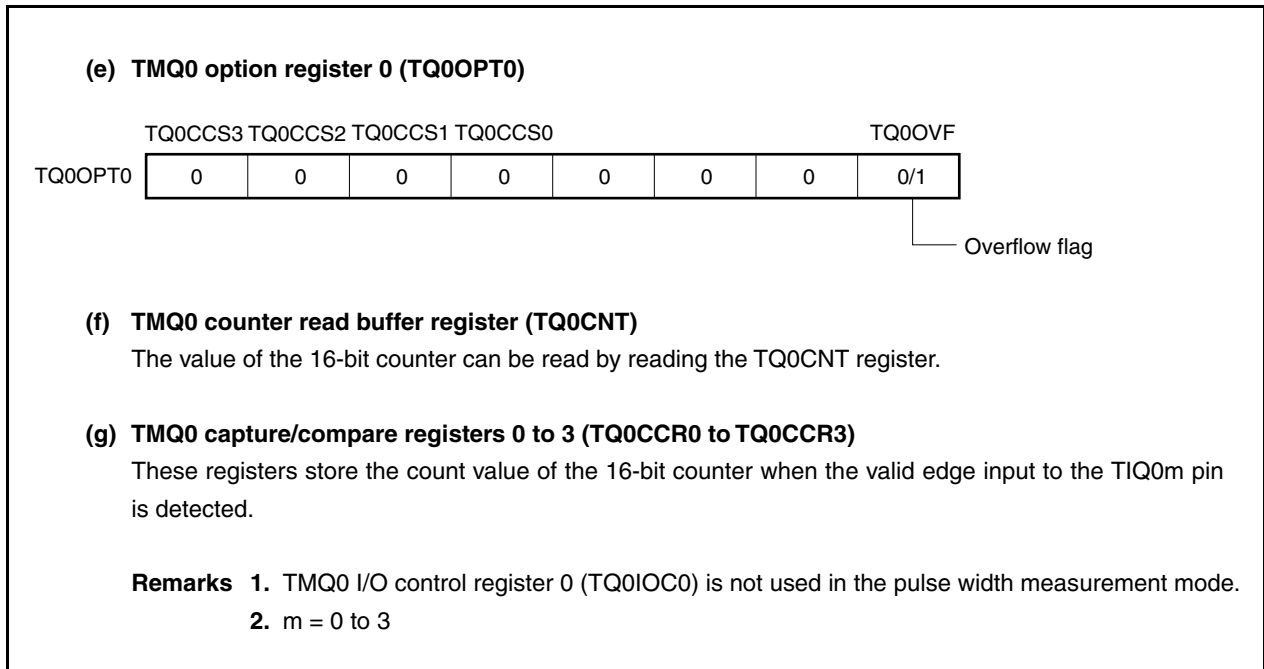 (e) TMQ0 option register 0 (TQ0OPT0)
TQ0CCS3 TQ0CCS2 TQ0CCS1 TQ0CCS0 TQ0OVF
TQ0OPT0 0 0 0 0 0 0 0 0/1
Overflow flag
(f) TMQ0 counter read buffer register (TQ0CNT)
The value of the 16-bit counter can be read by reading the TQ0CNT register.
(g) TMQ0 capture/compare registers 0 to 3 (TQ0CCR0 to TQ0CCR3)
These registers store the count value of the 16-bit counter when the valid edge input to the TIQ0m pin
is detected.
Remarks 1. TMQ0 I/O control register 0 (TQ0IOC0) is not used in the pulse width measurement mode.
2. m = 0 to 3